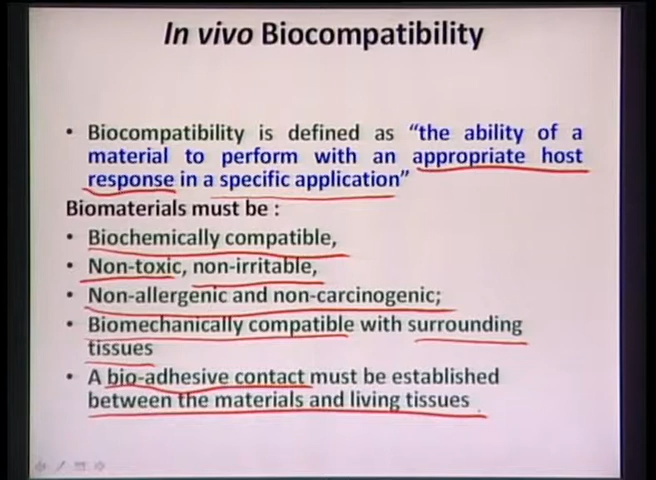 In vivo Biocompatibility
• Biocompatibility is defined as “the ability of a
material to perform with an appropriate host
response in a specific application”
Biomaterials must be :
• Biochemically compatible,
• Non-toxic, non-irritable,
• Non-allergenic and non-carcinogenic;
• Biomechanically compatible with surrounding
tissues
• A bio-adhesive contact must be established
between the materials and living tissues